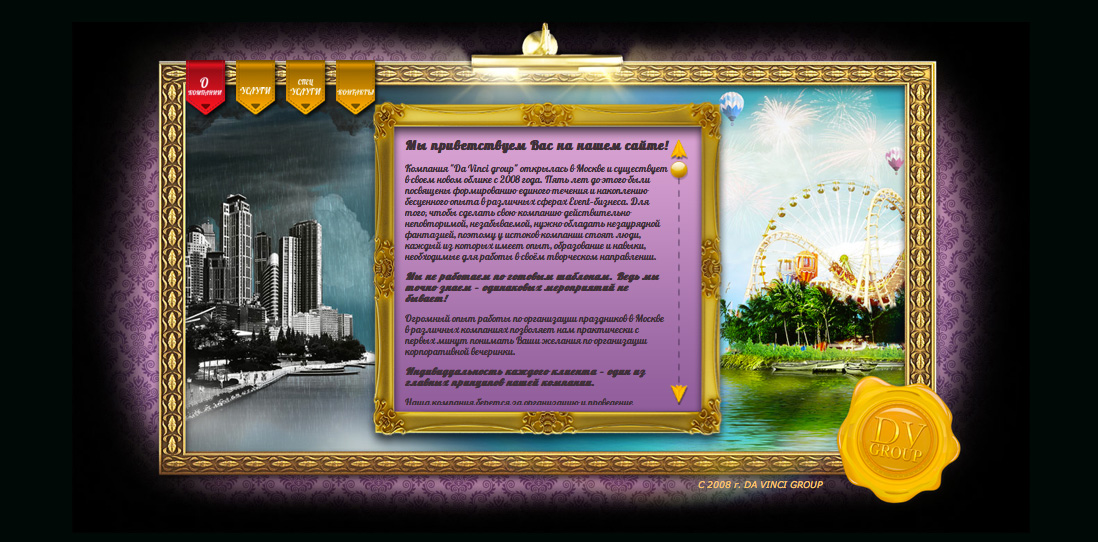 О
КОМПАНИИ
УСЛУГИ
СПЕЦ
УСЛУГИ
КОНТАКТЫ
Мы приветствуем Вас на нашем сайте!
Компания "Da Vinci group" открылась в Москве и существует
в своем новом облике с 2008 года. Пять лет до этого были
посвящены формированию единого течения и накоплению
бесценного опыта в различных сферах Event-бизнеса. Для
того, чтобы сделать свою компанию действительно
неповторимой, незабываемой, нужно обладать незаурядной
фантазией, поэтому у истоков компании стоят люди,
каждый из которых имеет опыт, образование и навыки,
необходимые для работы в своём творческом направлении.
Мы не работаем по готовым шаблонам. Ведь мы
точно знаем - одинаковых мероприятий не
бывает!
Огромный опыт работы по организации праздников в Москве
в различных компаниях позволяет нам практически с
первых минут понимать Ваши желания по организации
корпоративной вечеринки.
Индивидуальность каждого клиента - один из
главных принципов нашей компании.
Наша компания берется за организацию и проведение
DV
GROUP
С 2008 г. DA VINCI GROUP